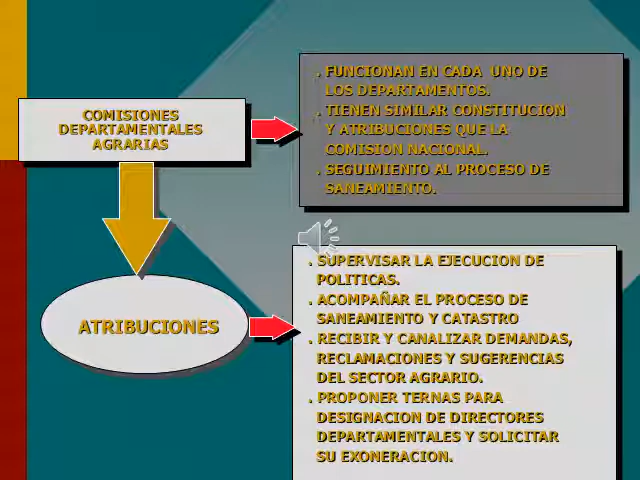 COMISIONES
DEPARTAMENTALES
AGRARIAS
. FUNCIONAN EN CADA UNO DE
LOS DEPARTAMENTOS.
. TIENEN SIMILAR CONSTITUCION
Y ATRIBUCIONES QUE LA
COMISION NACIONAL.
. SEGUIMIENTO AL PROCESO DE
SANEAMIENTO.
ATRIBUCIONES
. SUPERVISAR LA EJECUCION DE
POLITICAS.
. ACOMPAÑAR EL PROCESO DE
SANEAMIENTO Y CATASTRO
. RECIBIR Y CANALIZAR DEMANDAS,
RECLAMACIONES Y SUGERENCIAS
DEL SECTOR AGRARIO.
. PROPONER TERNAS PARA
DESIGNACION DE DIRECTORES
DEPARTAMENTALES Y SOLICITAR
SU EXONERACION.